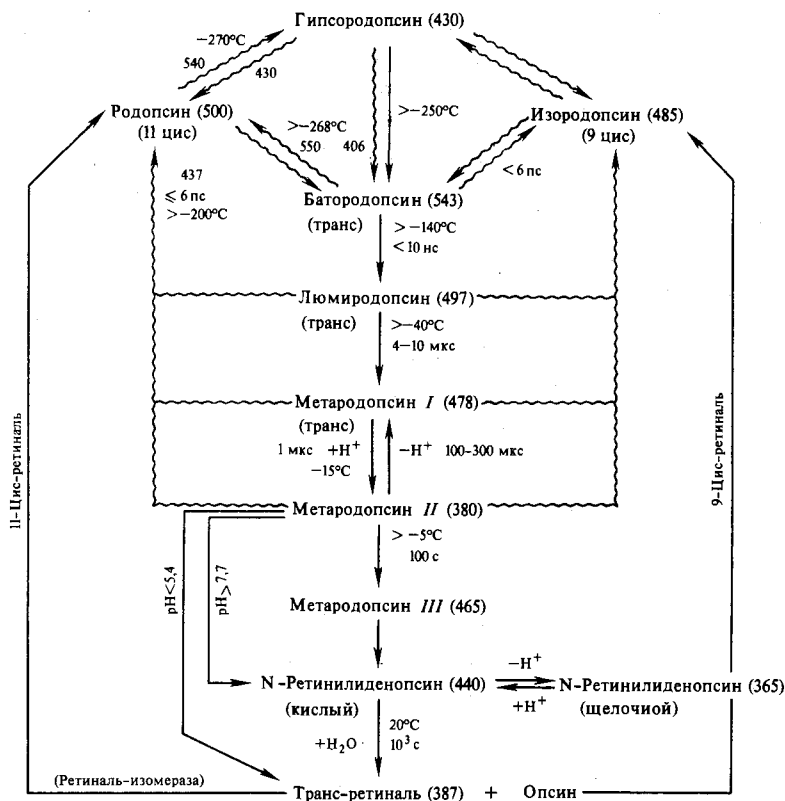 Гипсородопсин (430)
−270°С
540
430
>−250°С
Родопсин (500)
(11 цис)
Изородопсин (485)
(9 цис)
>−268°С
550
406
<6 пс
437
⩽ 6 пс
>−200°С
Батородопсин (543)
(транс)
>−140°С
<10 нс
Люмиродопсин (497)
(транс)
>−40°С
4−10 мкс
Метародопсин I (478)
(транс)
1 мкс +H⁺
−15°С
−H⁺ 100-300 мкс
Метародопсин II (380)
>−5°С
100 с
11-Цис-ретиналь
9-Цис-ретиналь
pH<5,4
pH>7,7
Метародопсин III (465)
N-Ретинилиденопсин (440)
(кислый)
−H⁺
+H⁺
N-Ретинилиденопсин (365)
(щелочиой)
+H₂O
20°С
10³ с
(Ретиналь-изомераза)
Транс-ретиналь (387) + Опсин